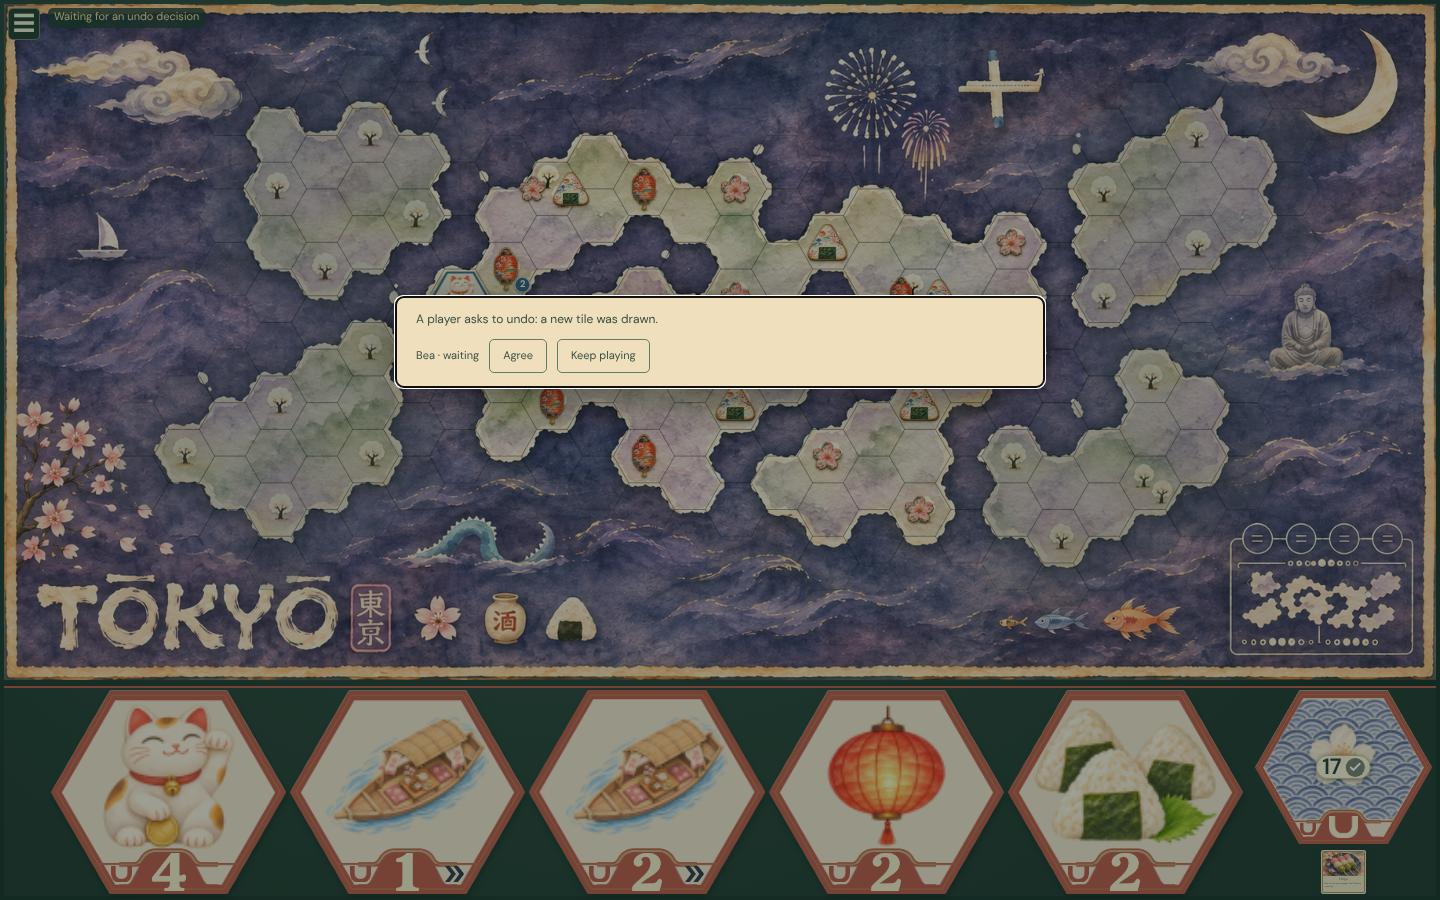 Waiting for an undo decision
2
A player asks to undo: a new tile was drawn.
Bea · waiting Agree Keep playing
TŌKYŌ 東京 酒
4 1 » 2 » 2 2 17